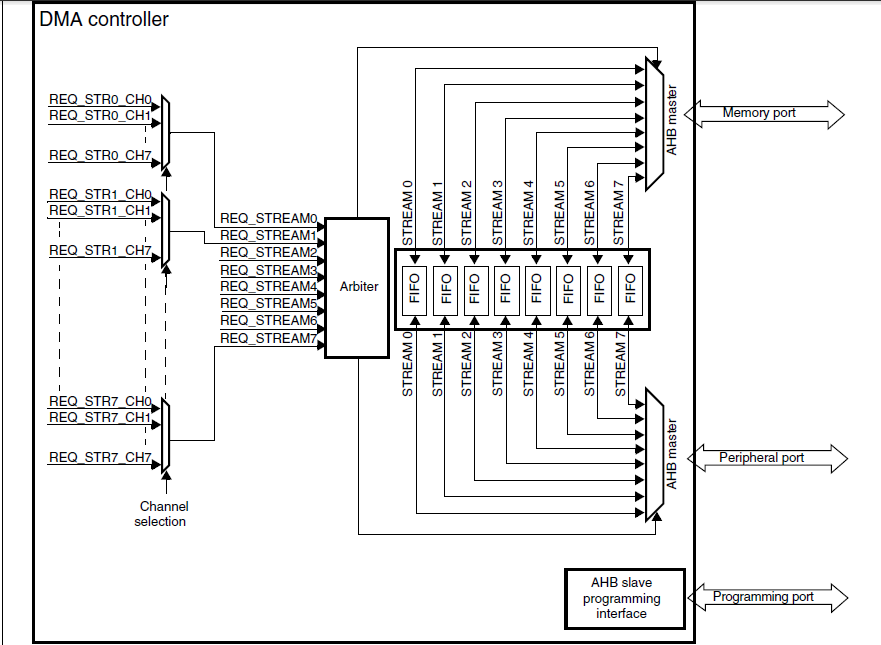 DMA controller
REQ_STR0_CH0
REQ_STR0_CH1
REQ_STR0_CH7
REQ_STR1_CH0
REQ_STR1_CH1
REQ_STR1_CH7
REQ_STR7_CH0
REQ_STR7_CH1
REQ_STR7_CH7
Channel
selection
REQ_STREAM0
REQ_STREAM1
REQ_STREAM2
REQ_STREAM3
REQ_STREAM4
REQ_STREAM5
REQ_STREAM6
REQ_STREAM7
Arbiter
STREAM 0
STREAM 1
STREAM 2
STREAM 3
STREAM 4
STREAM 5
STREAM 6
STREAM 7
FIFO
FIFO
FIFO
FIFO
FIFO
FIFO
FIFO
FIFO
STREAM 0
STREAM 1
STREAM 2
STREAM 3
STREAM 4
STREAM 5
STREAM 6
STREAM 7
AHB master
Memory port
AHB master
Peripheral port
AHB slave
programming
interface
Programming port